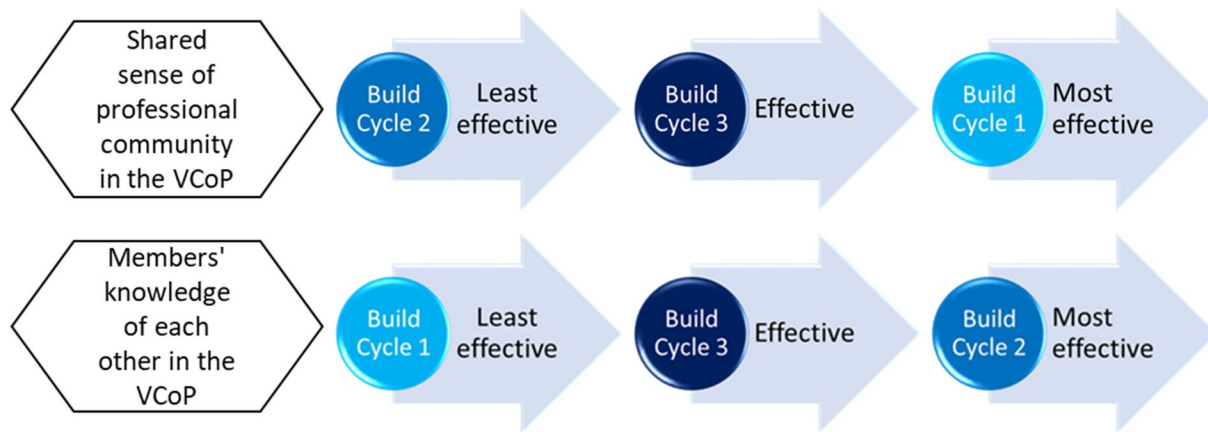 Shared
sense of
professional
community
in the VCoP
Build
Cycle 2
Least
effective
Build
Cycle 3
Effective
Build
Cycle 1
Most
effective
Members'
knowledge
of each
other in the
VCoP
Build
Cycle 1
Least
effective
Build
Cycle 3
Effective
Build
Cycle 2
Most
effective